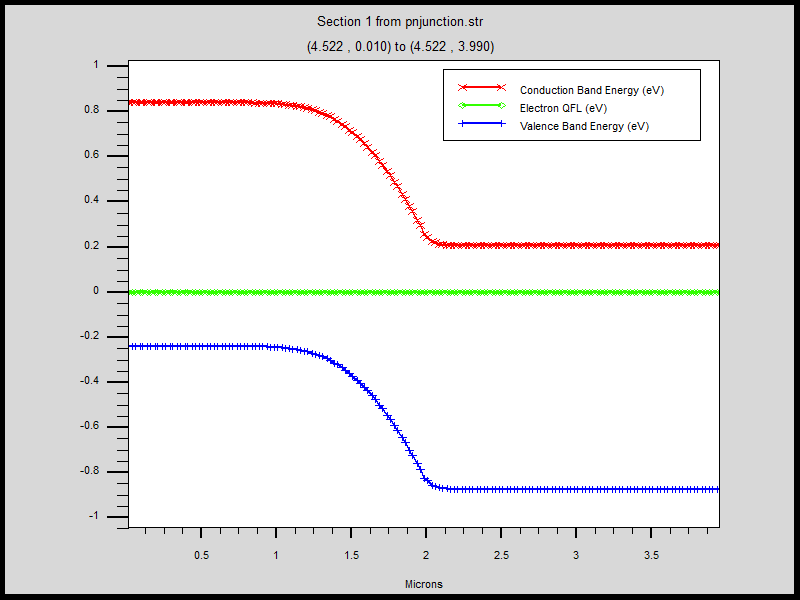 Section 1 from pnjunction.str
(4.522 , 0.010) to (4.522 , 3.990)
Conduction Band Energy (eV)
Electron QFL (eV)
Valence Band Energy (eV)
1
0.8
0.6
0.4
0.2
0
-0.2
-0.4
-0.6
-0.8
-1
0.5 1 1.5 2 2.5 3 3.5
Microns